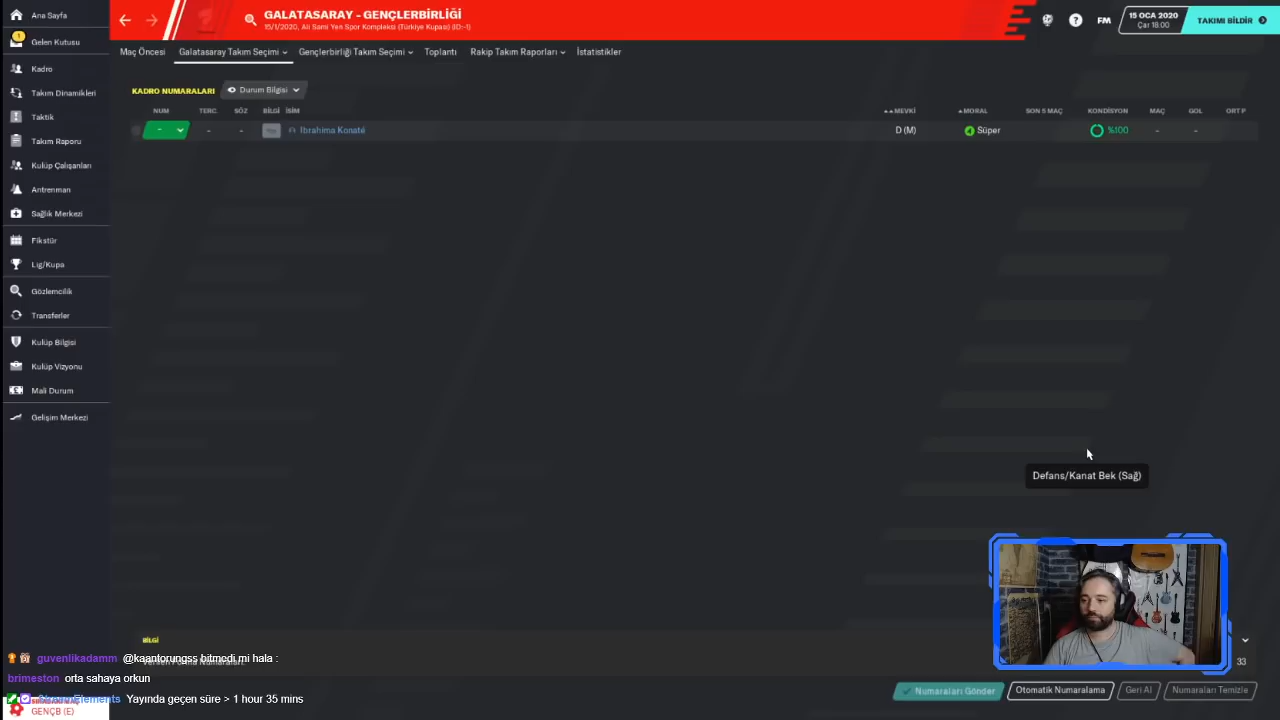 Ana Sayfa
Gelen Kutusu
1
Kadro
Takım Dinamikleri
Taktik
Takım Raporu
Kulüp Çalışanları
Antrenman
Sağlık Merkezi
Fikstür
Lig/Kupa
Gözlemcilik
Transferler
Kulüp Bilgisi
Kulüp Vizyonu
Mali Durum
Gelişim Merkezi
GALATASARAY - GENÇLERBİRLİĞİ
15/1/2020, Ali Sami Yen Spor Kompleksi (Türkiye Kupası) (ID:-1)
FM
15 OCA 2020
Çar 18:00
TAKIMI BİLDİR
Maç Öncesi Galatasaray Takım Seçimi Gençlerbirliği Takım Seçimi Toplantı Rakip Takım Raporları İstatistikler
KADRO NUMARALARI Durum Bilgisi
NUM TERC. SÖZ BİLGİ İSİM MEVKİ MORAL SON 5 MAÇ KONDİSYON MAÇ GOL ORT P
- - - Ibrahima Konaté D (M) Süper %100 - -
Defans/Kanat Bek (Sağ)
BİLGİ
33
Numaraları Gönder Otomatik Numaralama Geri Al Numaraları Temizle
guvenlikadamm @kaantorungss bitmedi mi hala :
brimeston orta sahaya orkun
StreamElements Yayında geçen süre > 1 hour 35 mins
GENÇB (E)